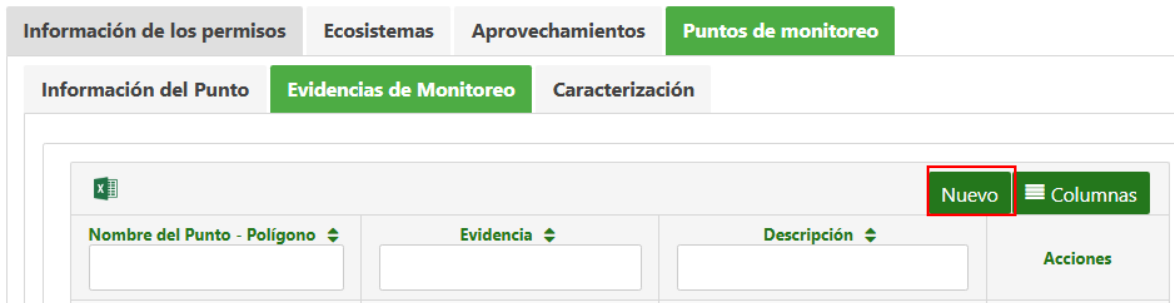 Información de los permisos Ecosistemas Aprovechamientos Puntos de monitoreo
Información del Punto Evidencias de Monitoreo Caracterización
Nuevo Columnas
Nombre del Punto - Polígono Evidencia Descripción Acciones